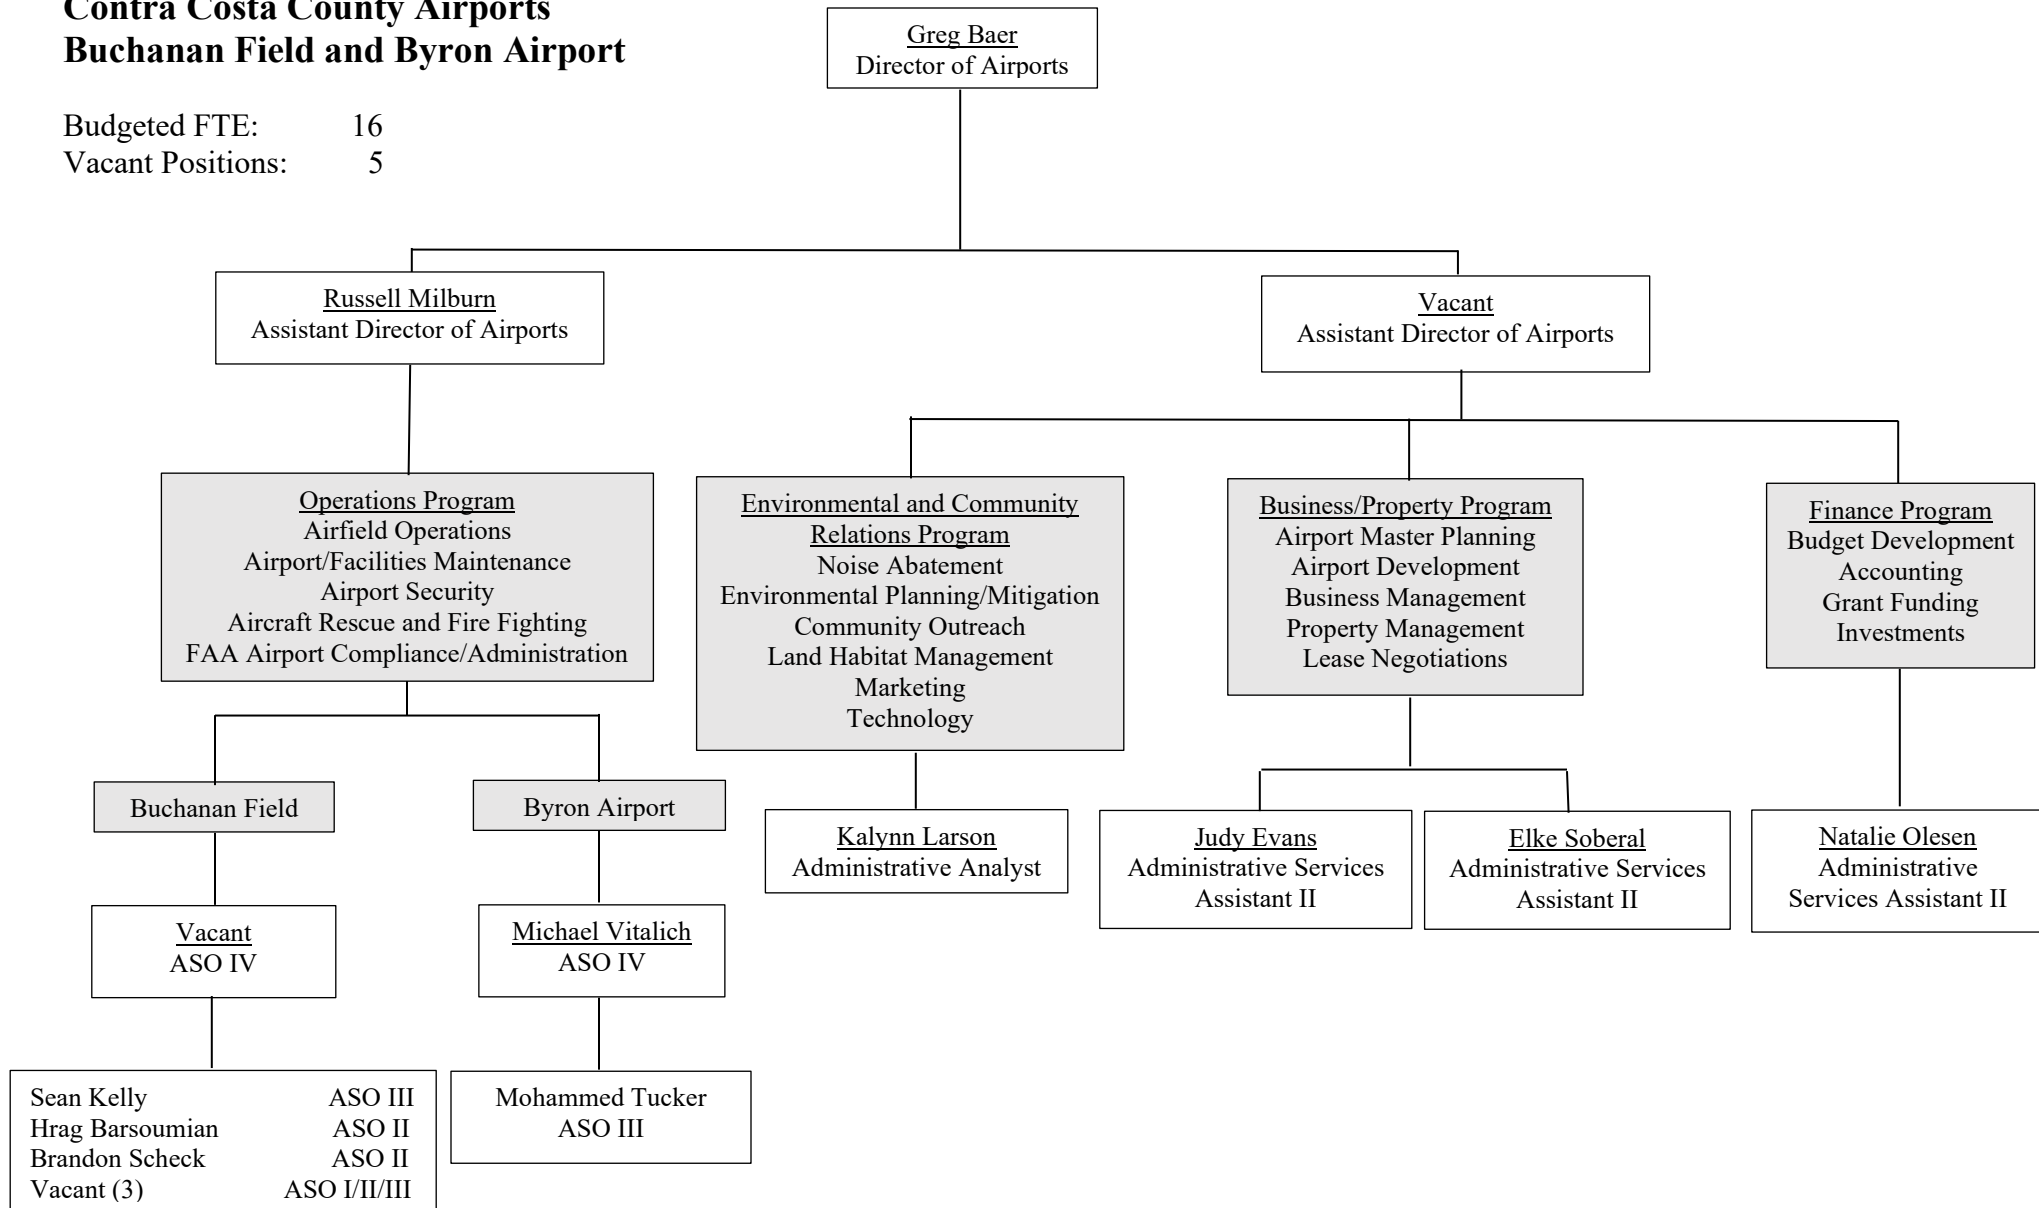 Contra Costa County Airports
Buchanan Field and Byron Airport
Budgeted FTE: 16
Vacant Positions: 5
Greg Baer
Director of Airports
Russell Milburn
Assistant Director of Airports
Vacant
Assistant Director of Airports
Operations Program
Airfield Operations
Airport/Facilities Maintenance
Airport Security
Aircraft Rescue and Fire Fighting
FAA Airport Compliance/Administration
Environmental and Community
Relations Program
Noise Abatement
Environmental Planning/Mitigation
Community Outreach
Land Habitat Management
Marketing
Technology
Business/Property Program
Airport Master Planning
Airport Development
Business Management
Property Management
Lease Negotiations
Finance Program
Budget Development
Accounting
Grant Funding
Investments
Buchanan Field
Byron Airport
Kalynn Larson
Administrative Analyst
Judy Evans
Administrative Services
Assistant II
Elke Soberal
Administrative Services
Assistant II
Natalie Olesen
Administrative
Services Assistant II
Vacant
ASO IV
Michael Vitalich
ASO IV
Sean Kelly ASO III
Hrag Barsoumian ASO II
Brandon Scheck ASO II
Vacant (3) ASO I/II/III
Mohammed Tucker
ASO III